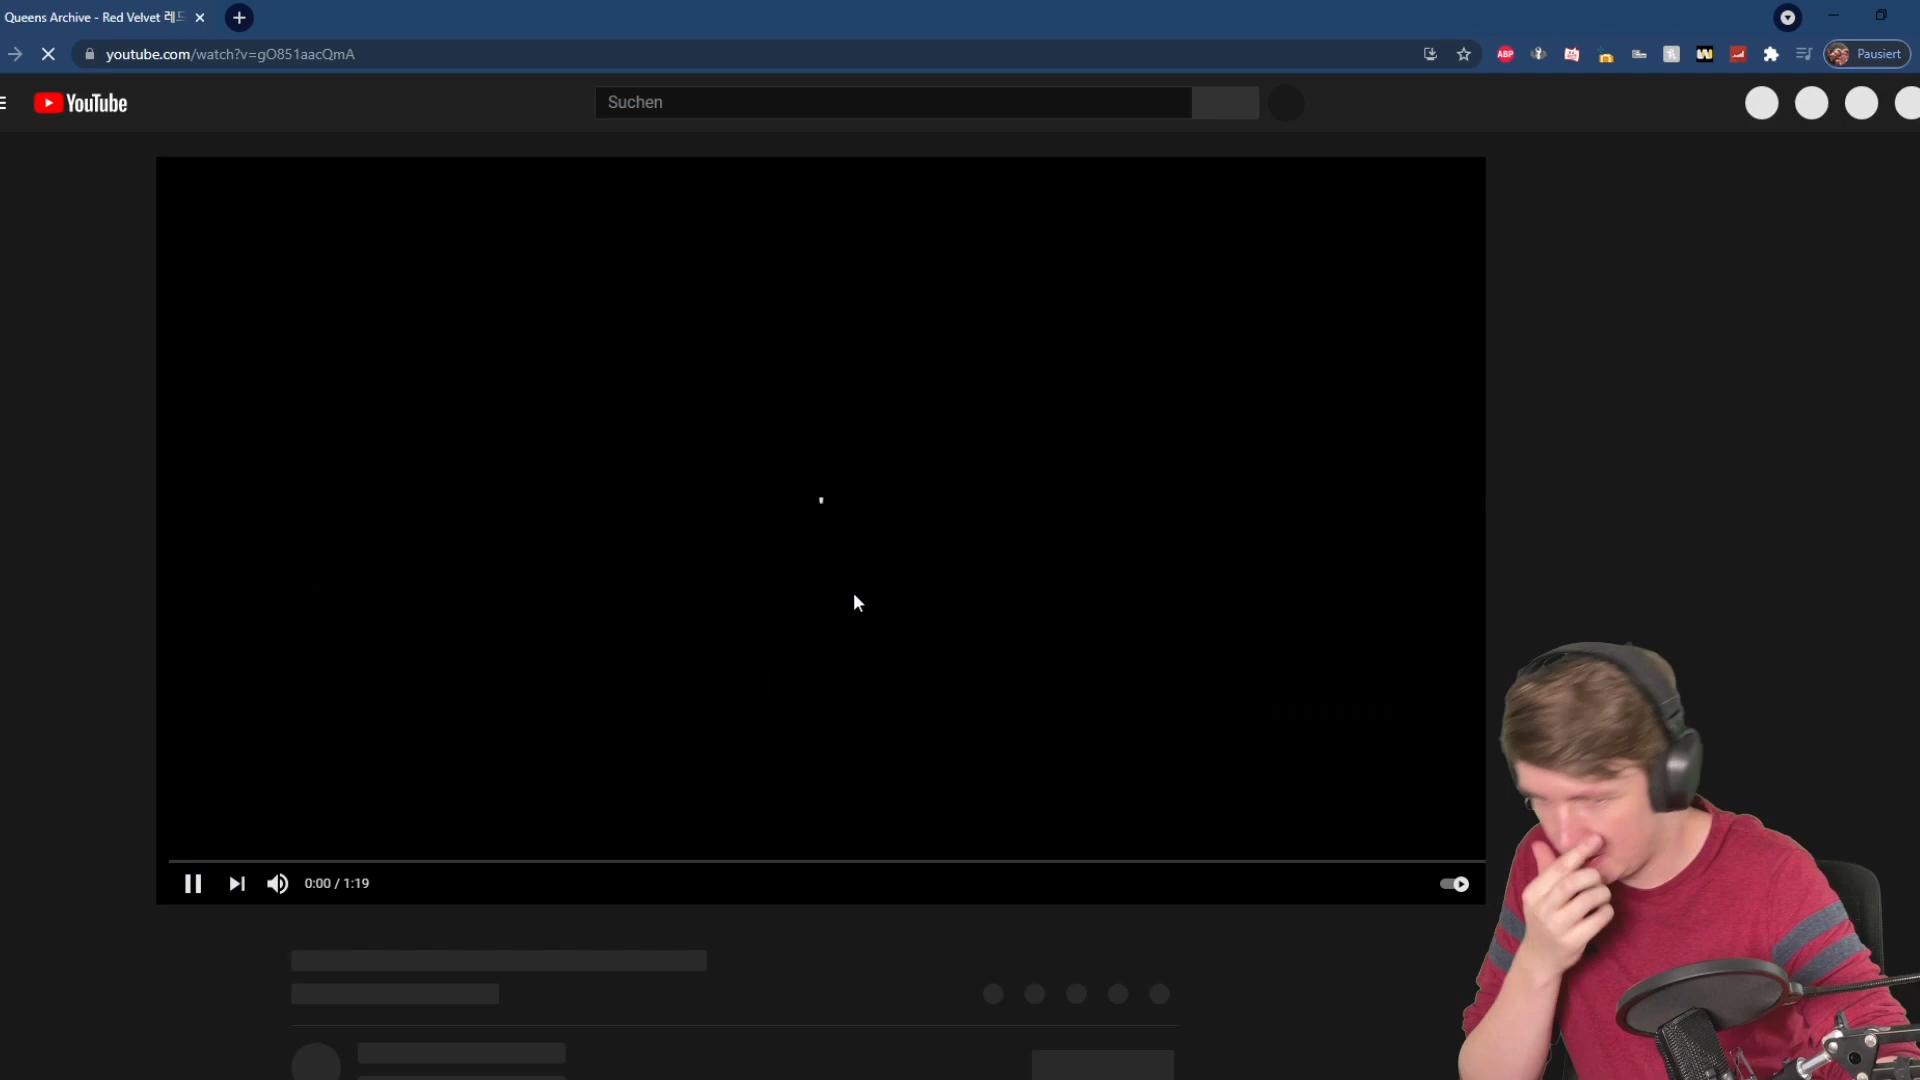 Queens Archive - Red Velvet 레드
youtube.com/watch?v=gO851aacQmA
ABP
Pausiert
YouTube
Suchen
0:00 / 1:19